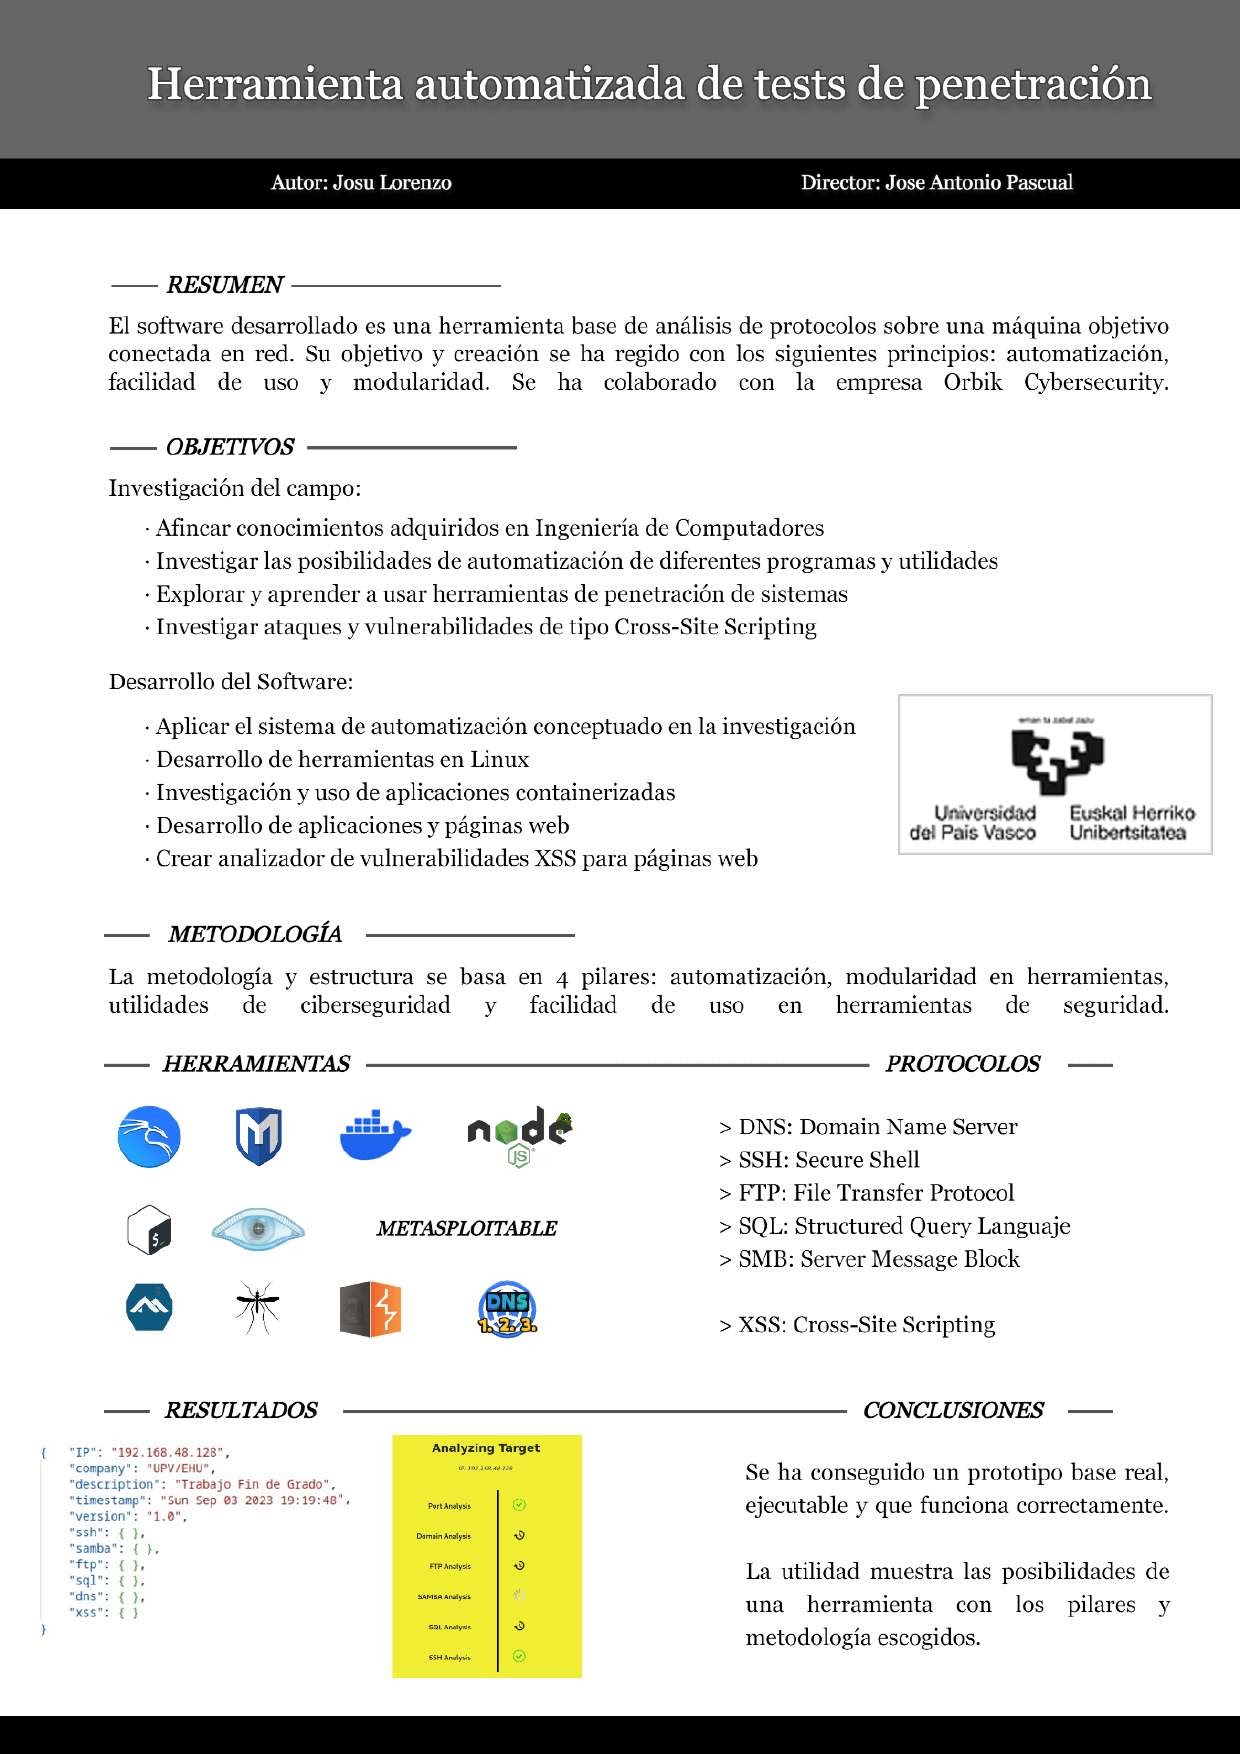 Herramienta automatizada de tests de penetración
Autor: Josu Lorenzo
Director: Jose Antonio Pascual
RESUMEN
El software desarrollado es una herramienta base de análisis de protocolos sobre una máquina objetivo
conectada en red. Su objetivo y creación se ha regido con los siguientes principios: automatización,
facilidad de uso y modularidad. Se ha colaborado con la empresa Orbik Cybersecurity.
OBJETIVOS
Investigación del campo:
· Afincar conocimientos adquiridos en Ingeniería de Computadores
· Investigar las posibilidades de automatización de diferentes programas y utilidades
· Explorar y aprender a usar herramientas de penetración de sistemas
· Investigar ataques y vulnerabilidades de tipo Cross-Site Scripting
Desarrollo del Software:
· Aplicar el sistema de automatización conceptuado en la investigación
· Desarrollo de herramientas en Linux
· Investigación y uso de aplicaciones containerizadas
· Desarrollo de aplicaciones y páginas web
· Crear analizador de vulnerabilidades XSS para páginas web
eman ta zabal zazu
Universidad Euskal Herriko
del País Vasco Unibertsitatea
METODOLOGÍA
La metodología y estructura se basa en 4 pilares: automatización, modularidad en herramientas,
utilidades de ciberseguridad y facilidad de uso en herramientas de seguridad.
HERRAMIENTAS
node
JS
$_
METASPLOITABLE
DNS
1. 2. 3.
PROTOCOLOS
> DNS: Domain Name Server
> SSH: Secure Shell
> FTP: File Transfer Protocol
> SQL: Structured Query Languaje
> SMB: Server Message Block
> XSS: Cross-Site Scripting
RESULTADOS
{ "IP": "192.168.48.128",
"company": "UPV/EHU",
"description": "Trabajo Fin de Grado",
"timestamp": "Sun Sep 03 2023 19:19:48",
"version": "1.0",
"ssh": { },
"samba": { },
"ftp": { },
"sql": { },
"dns": { },
"xss": { }
}
Analyzing Target
IP: 192.168.48.128
Port Analysis
Domain Analysis
FTP Analysis
SAMBA Analysis
SQL Analysis
SSH Analysis
CONCLUSIONES
Se ha conseguido un prototipo base real,
ejecutable y que funciona correctamente.
La utilidad muestra las posibilidades de
una herramienta con los pilares y
metodología escogidos.